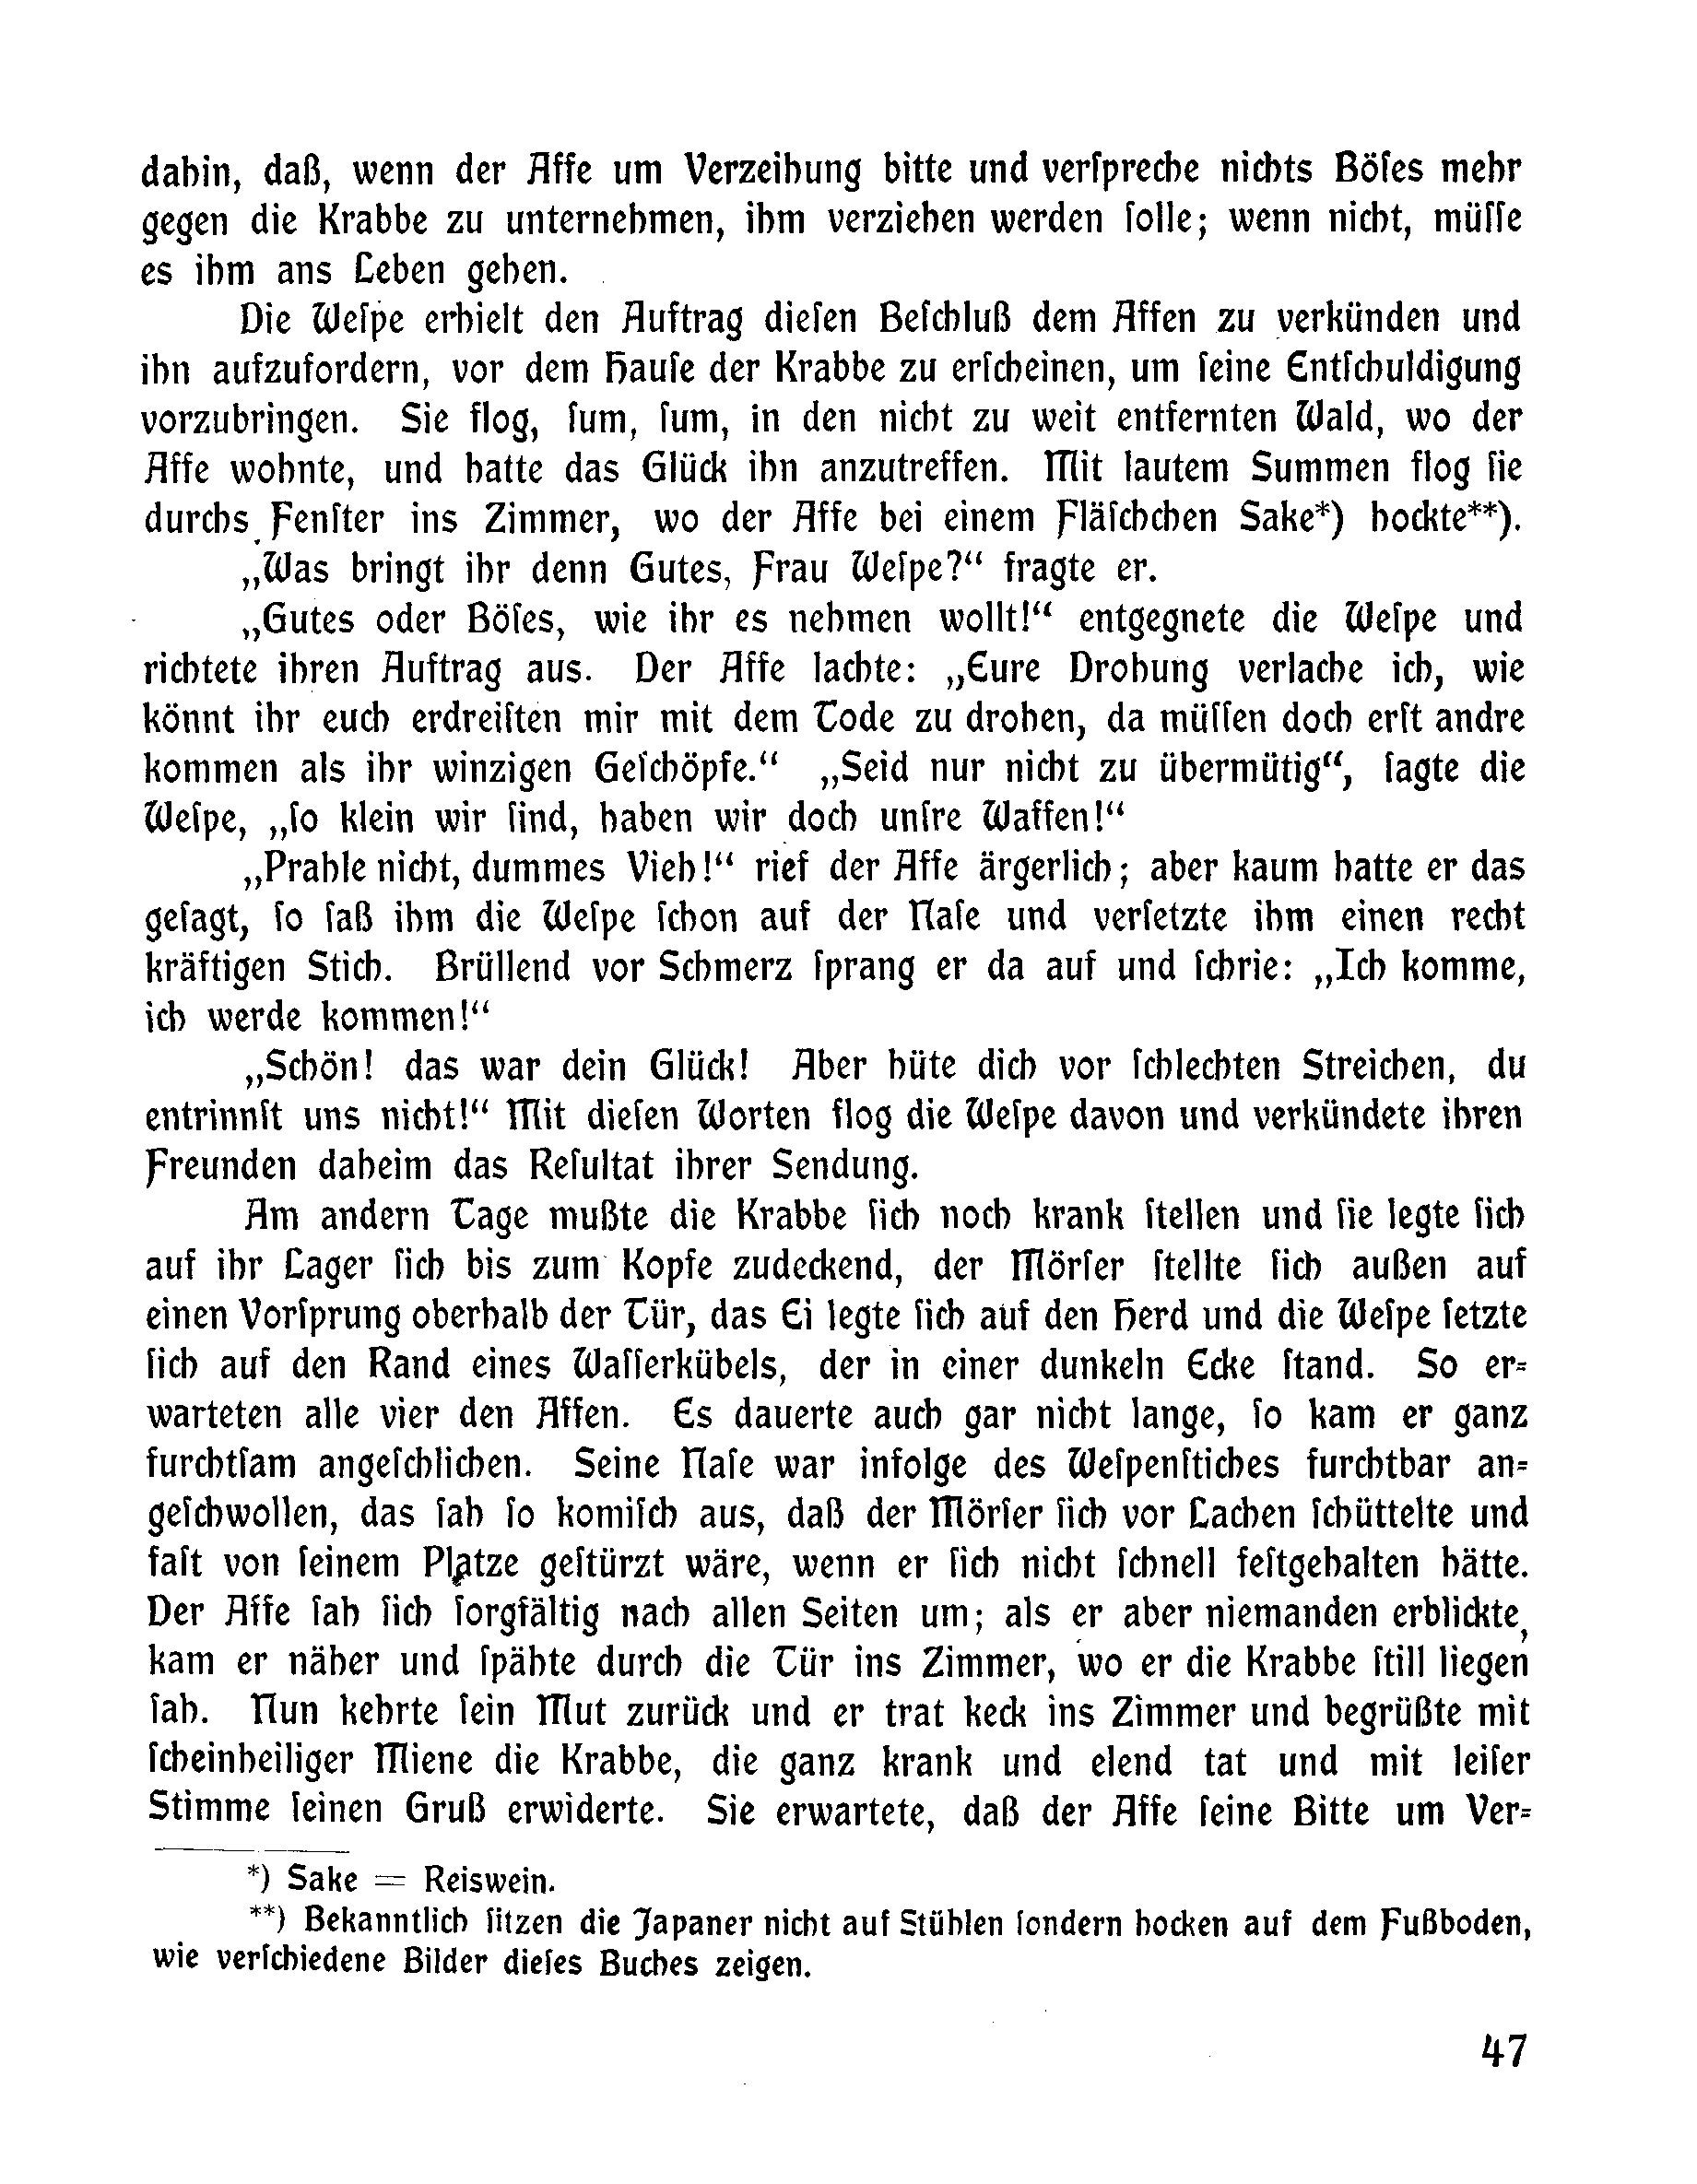 dahin, daß, wenn der Affe um Verzeihung bitte und verſpreche nichts Böſes mehr
gegen die Krabbe zu unternehmen, ihm verziehen werden ſolle; wenn nicht, müſſe
es ihm ans Leben gehen.
Die Weſpe erhielt den Auftrag dieſen Beſchluß dem Affen zu verkünden und
ihn aufzufordern, vor dem Hauſe der Krabbe zu erſcheinen, um ſeine Entſchuldigung
vorzubringen. Sie flog, ſum, ſum, in den nicht zu weit entfernten Wald, wo der
Affe wohnte, und hatte das Glück ihn anzutreffen. Mit lautem Summen flog ſie
durchs Fenſter ins Zimmer, wo der Affe bei einem Fläſchchen Sake*) hockte**).
„Was bringt ihr denn Gutes, Frau Weſpe?“ fragte er.
„Gutes oder Böſes, wie ihr es nehmen wollt!“ entgegnete die Weſpe und
richtete ihren Auftrag aus. Der Affe lachte: „Eure Drohung verlache ich, wie
könnt ihr euch erdreiſten mir mit dem Tode zu drohen, da müſſen doch erſt andre
kommen als ihr winzigen Geſchöpfe.“ „Seid nur nicht zu übermütig“, ſagte die
Weſpe, „ſo klein wir ſind, haben wir doch unſre Waffen!“
„Prahle nicht, dummes Vieh!“ rief der Affe ärgerlich; aber kaum hatte er das
geſagt, ſo ſaß ihm die Weſpe ſchon auf der Naſe und verſetzte ihm einen recht
kräftigen Stich. Brüllend vor Schmerz ſprang er da auf und ſchrie: „Ich komme,
ich werde kommen!“
„Schön! das war dein Glück! Aber hüte dich vor ſchlechten Streichen, du
entrinnſt uns nicht!“ Mit dieſen Worten flog die Weſpe davon und verkündete ihren
Freunden daheim das Reſultat ihrer Sendung.
Am andern Tage mußte die Krabbe ſich noch krank ſtellen und ſie legte ſich
auf ihr Lager ſich bis zum Kopfe zudeckend, der Mörſer ſtellte ſich außen auf
einen Vorſprung oberhalb der Tür, das Ei legte ſich auf den Herd und die Weſpe ſetzte
ſich auf den Rand eines Waſſerkübels, der in einer dunkeln Ecke ſtand. So er=
warteten alle vier den Affen. Es dauerte auch gar nicht lange, ſo kam er ganz
furchtſam angeſchlichen. Seine Naſe war infolge des Weſpenſtiches furchtbar an=
geſchwollen, das ſah ſo komiſch aus, daß der Mörſer ſich vor Lachen ſchüttelte und
faſt von ſeinem Platze geſtürzt wäre, wenn er ſich nicht ſchnell feſtgehalten hätte.
Der Affe ſah ſich ſorgfältig nach allen Seiten um; als er aber niemanden erblickte,
kam er näher und ſpähte durch die Tür ins Zimmer, wo er die Krabbe ſtill liegen
ſah. Nun kehrte ſein Mut zurück und er trat keck ins Zimmer und begrüßte mit
ſcheinheiliger Miene die Krabbe, die ganz krank und elend tat und mit leiſer
Stimme ſeinen Gruß erwiderte. Sie erwartete, daß der Affe ſeine Bitte um Ver=
*) Sake = Reiswein.
**) Bekanntlich ſitzen die Japaner nicht auf Stühlen ſondern hocken auf dem Fußboden,
wie verſchiedene Bilder dieſes Buches zeigen.
47